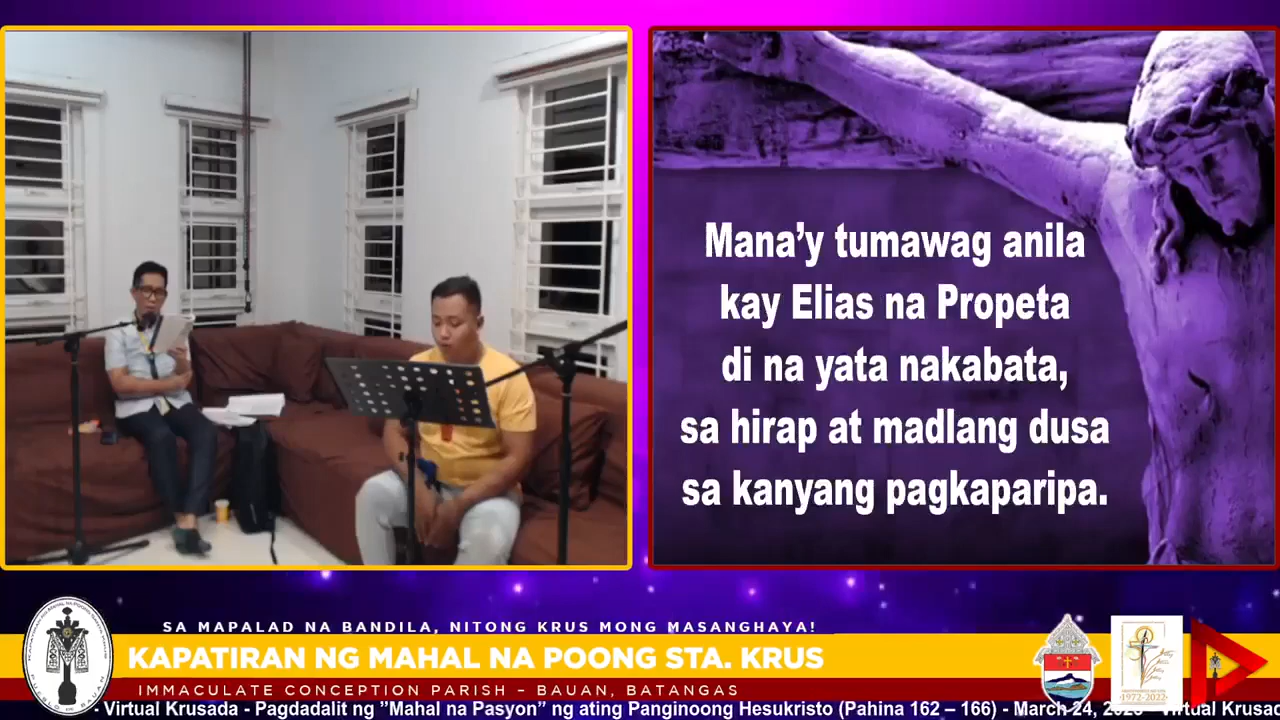 Mana’y tumawag anila
kay Elias na Propeta
di na yata nakabata,
sa hirap at madlang dusa
sa kanyang pagkaparipa.
SA MAPALAD NA BANDILA, NITONG KRUS MONG MASANGHAYA!
KAPATIRAN NG MAHAL NA POONG STA. KRUS
IMMACULATE CONCEPTION PARISH – BAUAN, BATANGAS
1972-2022
- Virtual Krusada - Pagdadalit ng ”Mahal na Pasyon” ng ating Panginoong Hesukristo (Pahina 162 – 166) - March 24, - Virtual Krusad